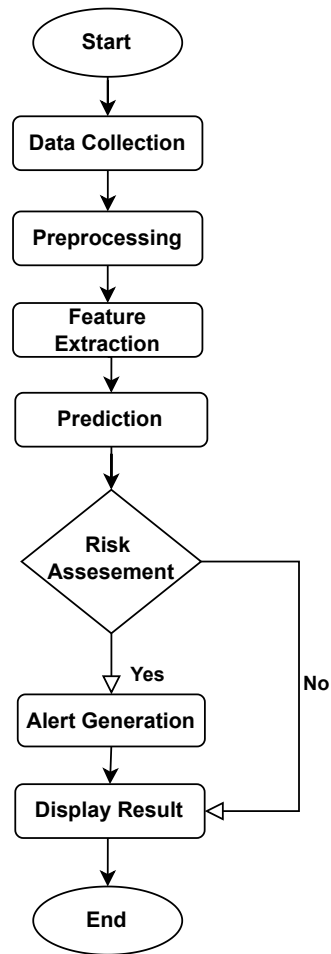 Start
Data Collection
Preprocessing
Feature
Extraction
Prediction
Risk
Assesement
Yes
No
Alert Generation
Display Result
End